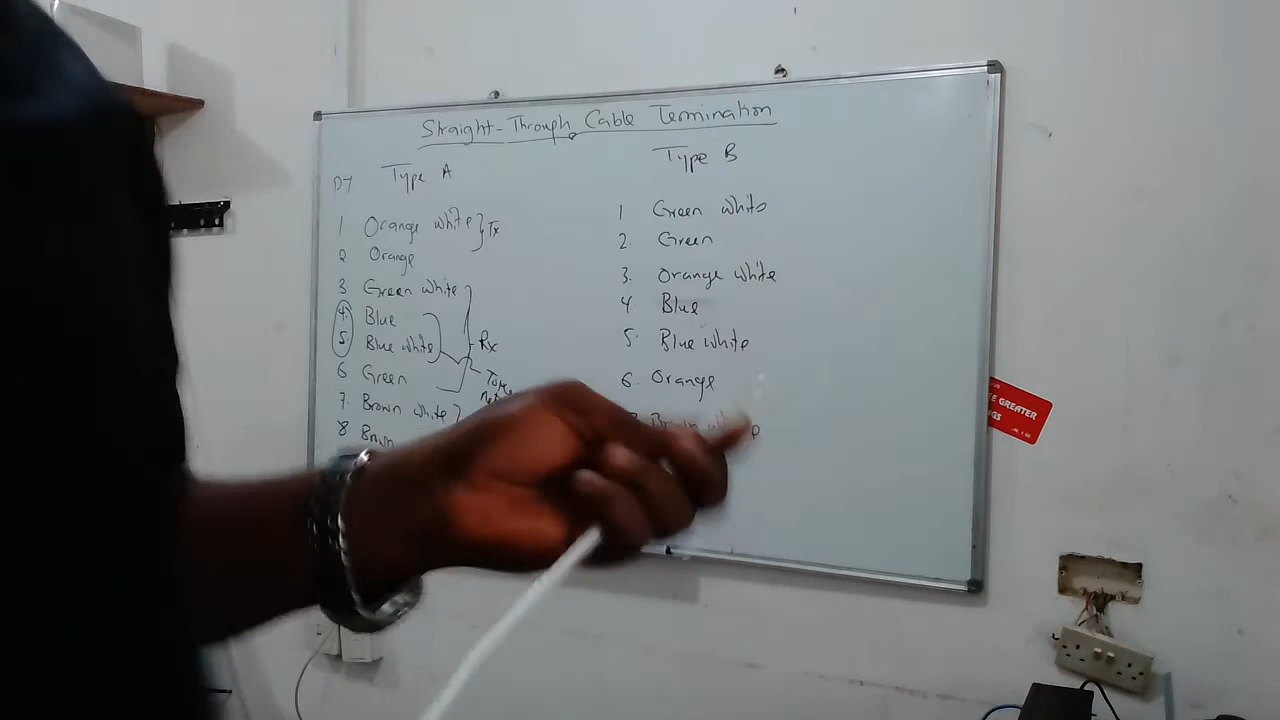 Straight-Through Cable Termination
Type A
1 Orange white } Tx
2 Orange
3 Green white
4. Blue
5. Blue white
Rx
6 Green
7. Brown white
8 Brown
Type B
1 Green white
2. Green
3. Orange white
4 Blue
5. Blue white
6. Orange
E GREATER
NGS